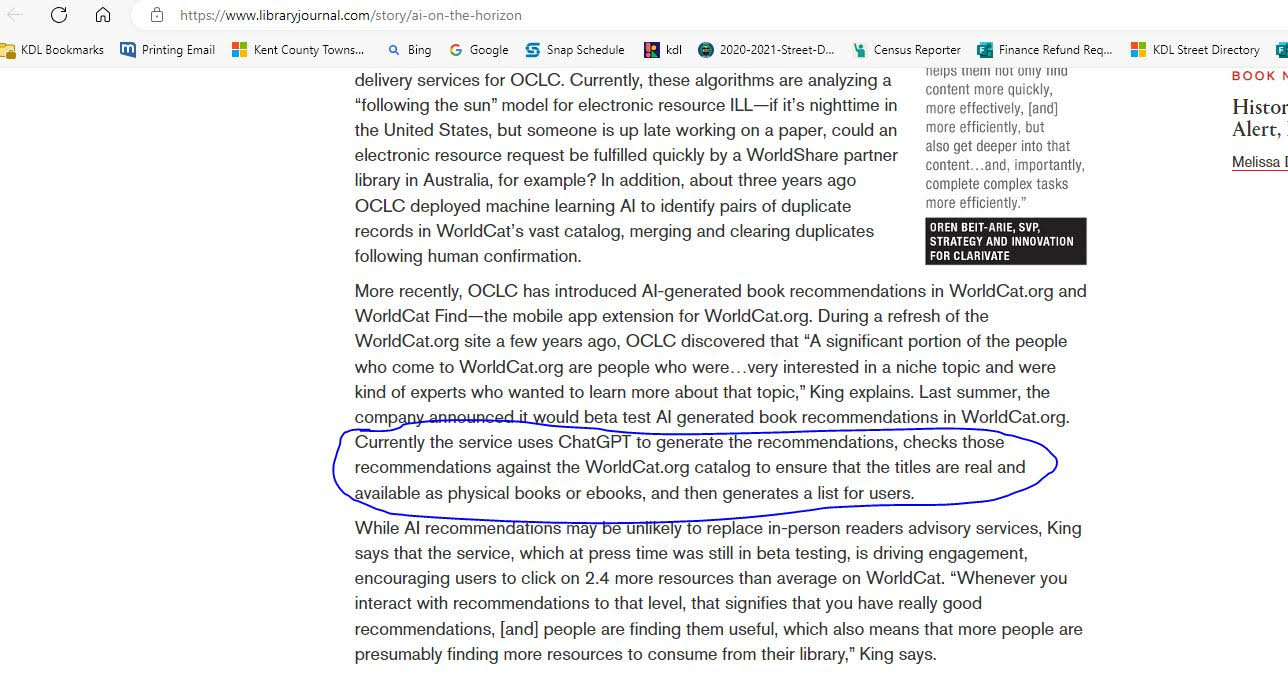 https://www.libraryjournal.com/story/ai-on-the-horizon
KDL Bookmarks Printing Email Kent County Towns... Bing Google Snap Schedule kdl 2020-2021-Street-D... Census Reporter Finance Refund Req... KDL Street Directory
delivery services for OCLC. Currently, these algorithms are analyzing a
“following the sun” model for electronic resource ILL—if it’s nighttime in
the United States, but someone is up late working on a paper, could an
electronic resource request be fulfilled quickly by a WorldShare partner
library in Australia, for example? In addition, about three years ago
OCLC deployed machine learning AI to identify pairs of duplicate
records in WorldCat’s vast catalog, merging and clearing duplicates
following human confirmation.
helps them not only find
content more quickly,
more effectively, [and]
more efficiently, but
also get deeper into that
content…and, importantly,
complete complex tasks
more efficiently.”
OREN BEIT-ARIE, SVP,
STRATEGY AND INNOVATION
FOR CLARIVATE
BOOK
Alert,
Melissa
More recently, OCLC has introduced AI-generated book recommendations in WorldCat.org and
WorldCat Find—the mobile app extension for WorldCat.org. During a refresh of the
WorldCat.org site a few years ago, OCLC discovered that “A significant portion of the people
who come to WorldCat.org are people who were…very interested in a niche topic and were
kind of experts who wanted to learn more about that topic,” King explains. Last summer, the
company announced it would beta test AI generated book recommendations in WorldCat.org.
Currently the service uses ChatGPT to generate the recommendations, checks those
recommendations against the WorldCat.org catalog to ensure that the titles are real and
available as physical books or ebooks, and then generates a list for users.
While AI recommendations may be unlikely to replace in-person readers advisory services, King
says that the service, which at press time was still in beta testing, is driving engagement,
encouraging users to click on 2.4 more resources than average on WorldCat. “Whenever you
interact with recommendations to that level, that signifies that you have really good
recommendations, [and] people are finding them useful, which also means that more people are
presumably finding more resources to consume from their library,” King says.